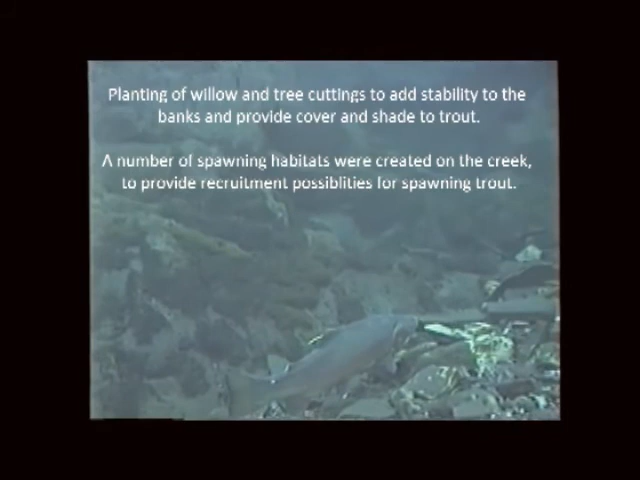 Planting of willow and tree cuttings to add stability to the
banks and provide cover and shade to trout.
A number of spawning habitats were created on the creek,
to provide recruitment possiblities for spawning trout.